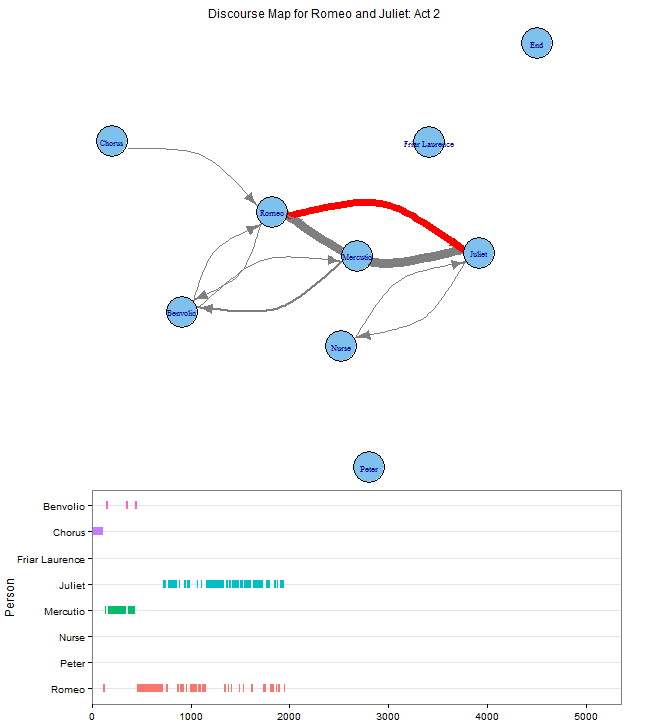 Discourse Map for Romeo and Juliet: Act 2
End
Chorus
Friar Laurence
Romeo
Mercutio
Juliet
Benvolio
Nurse
Peter
Person
Benvolio
Chorus
Friar Laurence
Juliet
Mercutio
Nurse
Peter
Romeo
0 1000 2000 3000 4000 5000